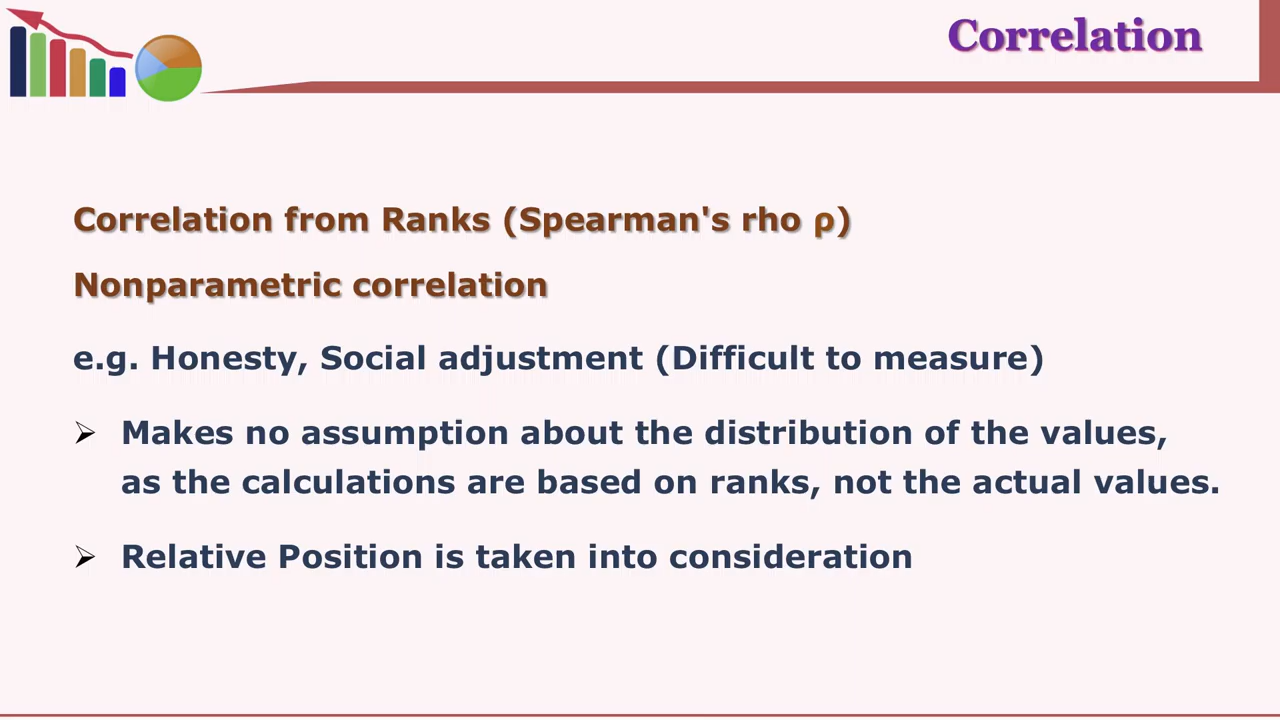 Correlation
Correlation from Ranks (Spearman's rho ρ)
Nonparametric correlation
e.g. Honesty, Social adjustment (Difficult to measure)
➢ Makes no assumption about the distribution of the values,
as the calculations are based on ranks, not the actual values.
➢ Relative Position is taken into consideration